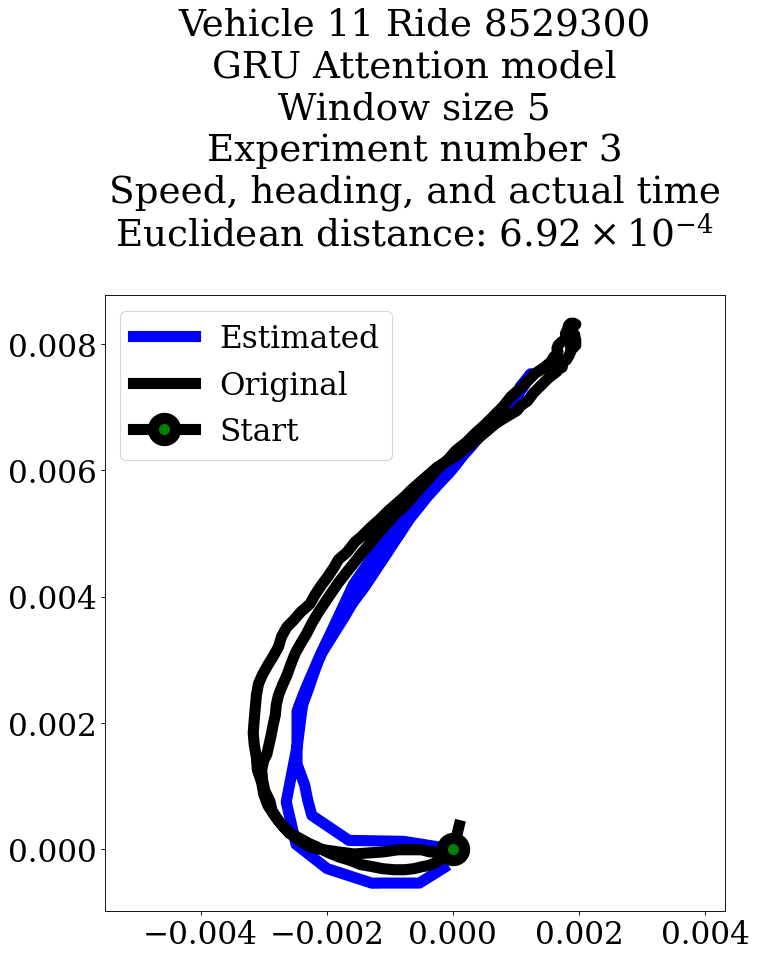 Vehicle 11 Ride 8529300
GRU Attention model
Window size 5
Experiment number 3
Speed, heading, and actual time
Euclidean distance: 6.92 × 10⁻⁴
Estimated
Original
Start
0.008
0.006
0.004
0.002
0.000
−0.004 −0.002 0.000 0.002 0.004